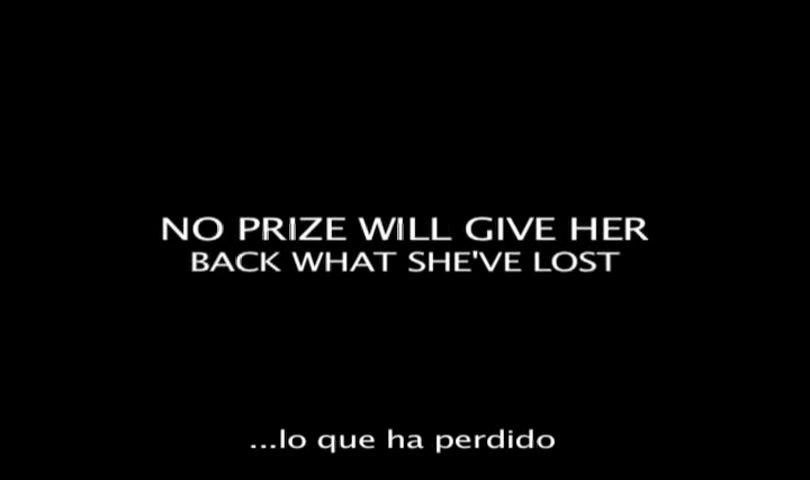 NO PRIZE WILL GIVE HER
BACK WHAT SHE'VE LOST
...lo que ha perdido